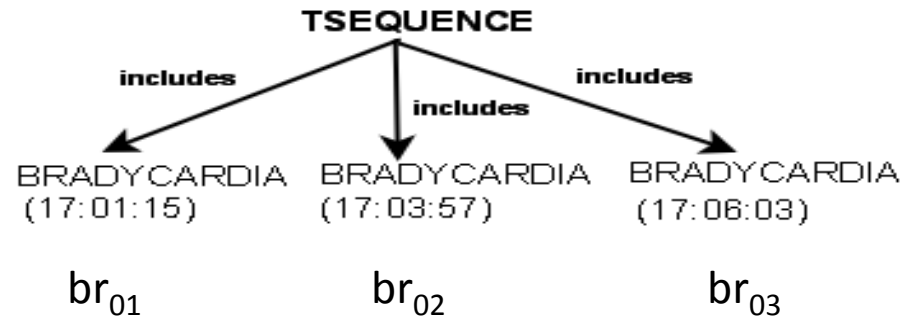 TSEQUENCE
includes includes
includes
BRADYCARDIA BRADYCARDIA BRADYCARDIA
(17:01:15) (17:03:57) (17:06:03)
br₀₁ br₀₂ br₀₃